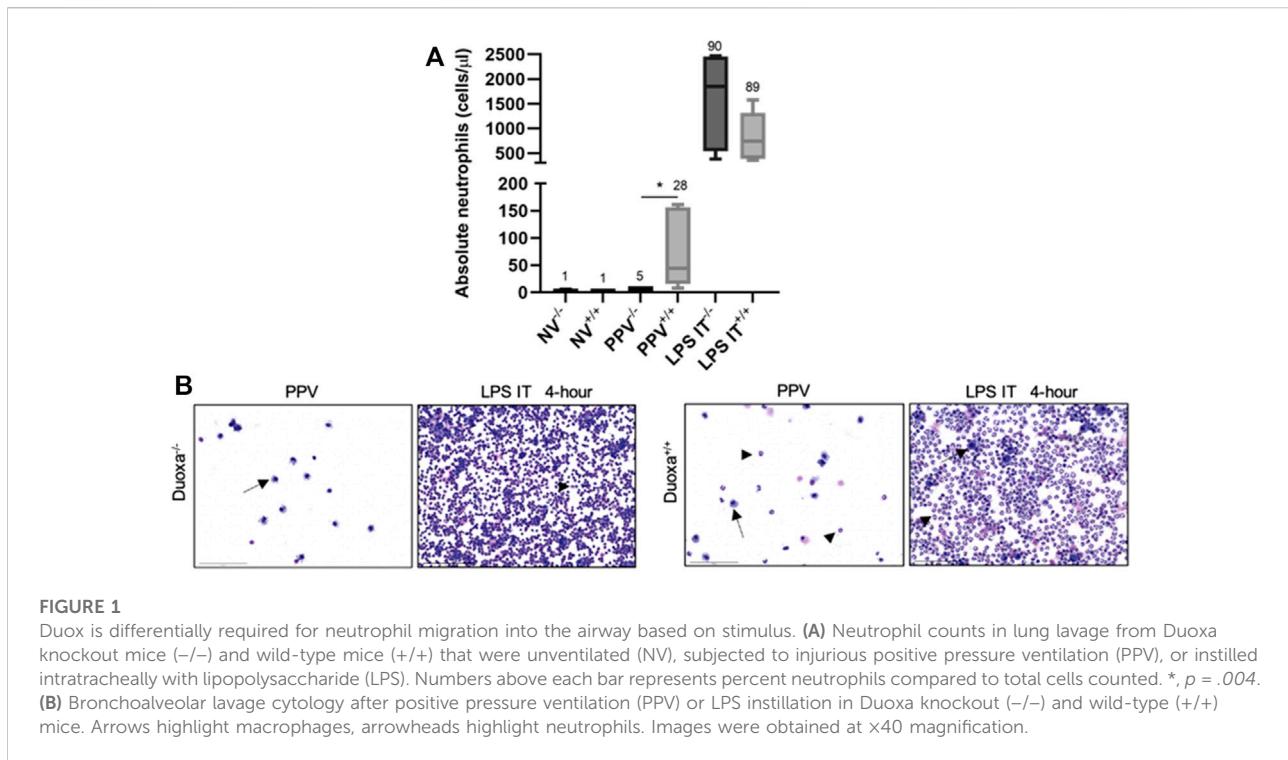 A
Absolute neutrophils (cells/µl)
2500
2000
1500
1000
500
200
150
100
50
0
1
1
5
* 28
90
89
NV-/-
NV+/+
PPV-/-
PPV+/+
LPS IT-/-
LPS IT+/+
B
PPV
LPS IT 4-hour
PPV
LPS IT 4-hour
Duoxa-/-
Duoxa+/+
FIGURE 1
Duox is differentially required for neutrophil migration into the airway based on stimulus. (A) Neutrophil counts in lung lavage from Duoxa
knockout mice (−/−) and wild-type mice (+/+) that were unventilated (NV), subjected to injurious positive pressure ventilation (PPV), or instilled
intratracheally with lipopolysaccharide (LPS). Numbers above each bar represents percent neutrophils compared to total cells counted. *, p = .004.
(B) Bronchoalveolar lavage cytology after positive pressure ventilation (PPV) or LPS instillation in Duoxa knockout (−/−) and wild-type (+/+)
mice. Arrows highlight macrophages, arrowheads highlight neutrophils. Images were obtained at ×40 magnification.